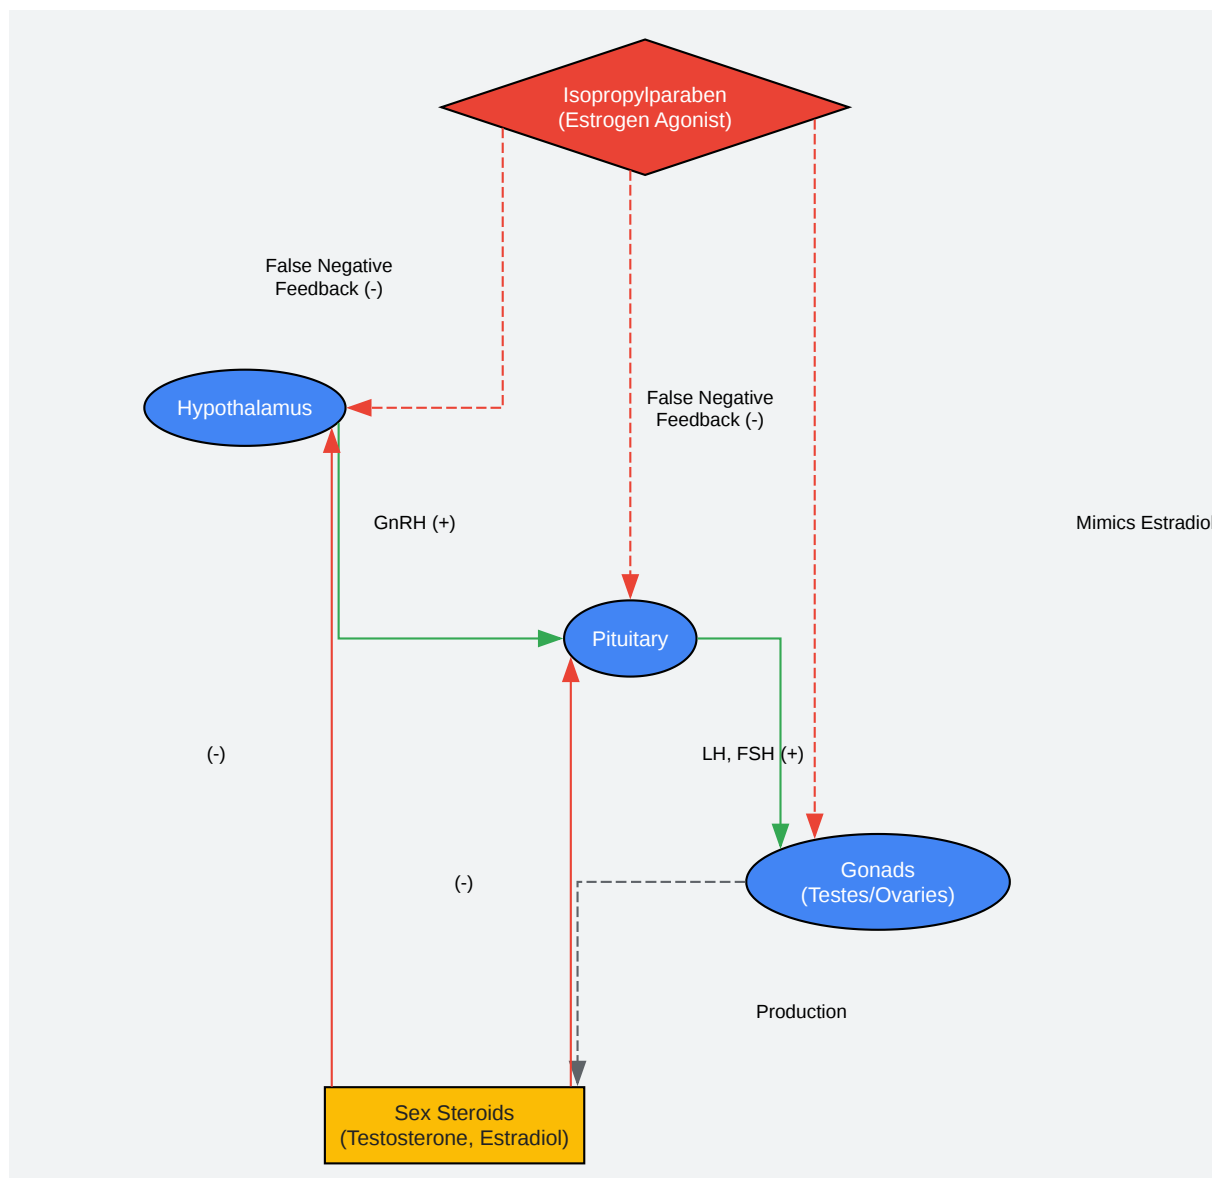 Isopropylparaben
(Estrogen Agonist)
False Negative
Feedback (-)
False Negative
Feedback (-)
Hypothalamus
GnRH (+)
Mimics Estradiol
Pituitary
(-)
LH, FSH (+)
(-)
Gonads
(Testes/Ovaries)
Production
Sex Steroids
(Testosterone, Estradiol)